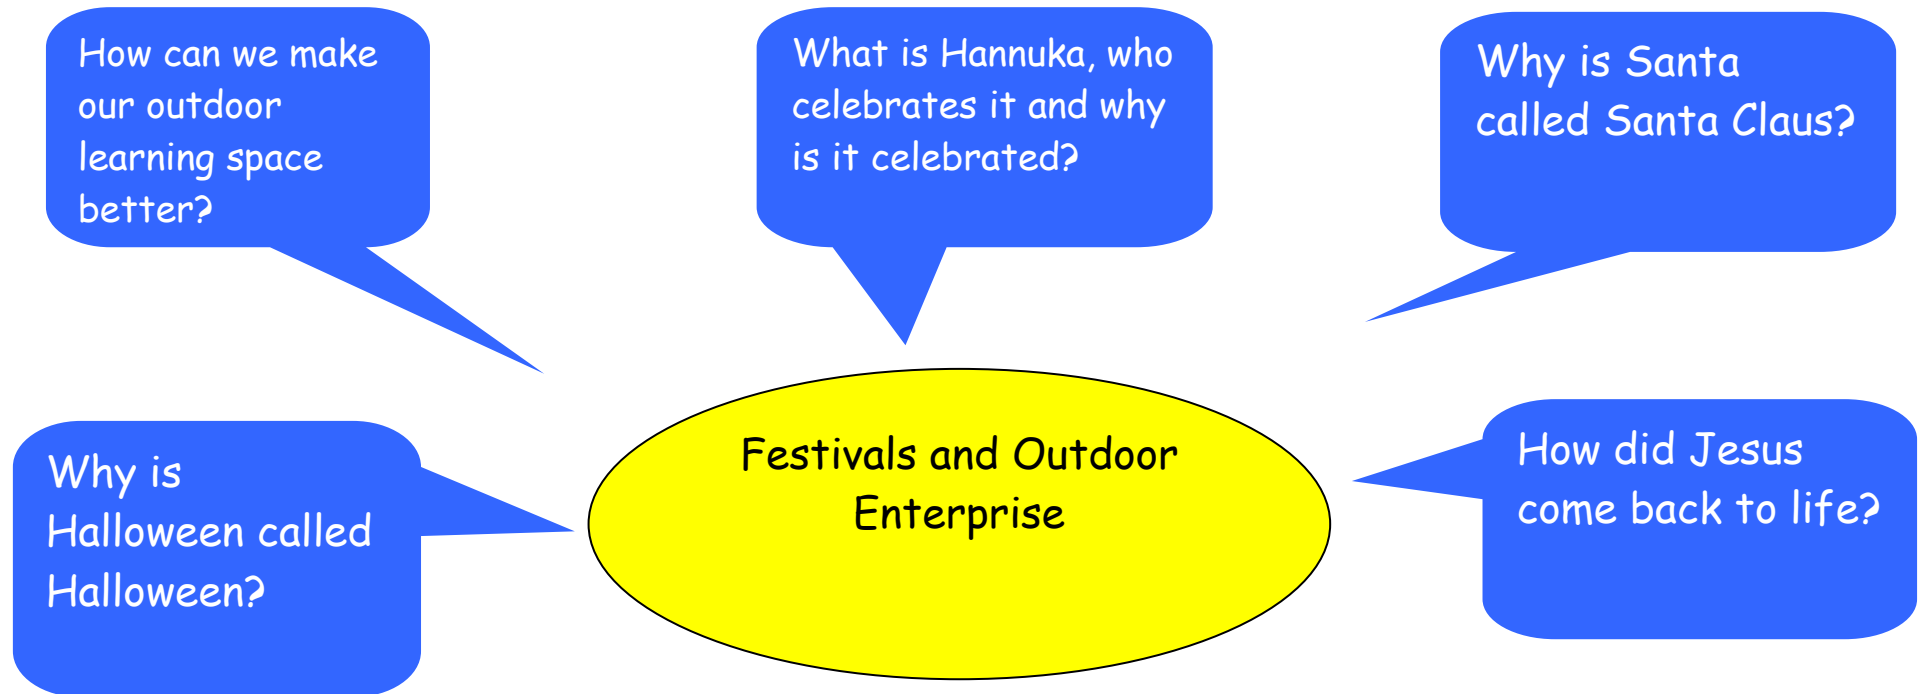 How can we make
our outdoor
learning space
better?
What is Hannuka, who
celebrates it and why
is it celebrated?
Why is Santa
called Santa Claus?
Why is
Halloween called
Halloween?
Festivals and Outdoor
Enterprise
How did Jesus
come back to life?